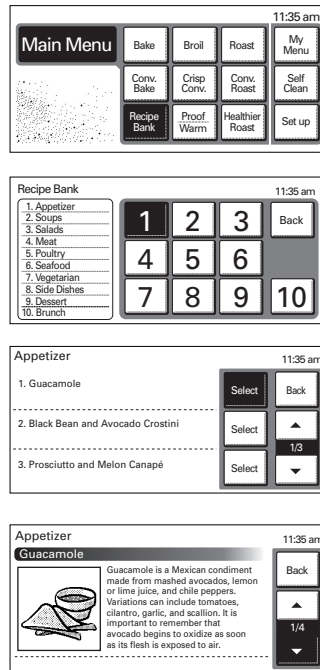 11:35 am
Main Menu
Bake
Broil
Roast
My
Menu
Conv.
Bake
Crisp
Conv.
Conv.
Roast
Self
Clean
Recipe
Bank
Proof
Warm
Healthier
Roast
Set up
Recipe Bank
11:35 am
1. Appetizer
2. Soups
3. Salads
4. Meat
5. Poultry
6. Seafood
7. Vegetarian
8. Side Dishes
9. Dessert
10. Brunch
1
2
3
Back
4
5
6
7
8
9
10
Appetizer
11:35 am
1. Guacamole
Select
Back
2. Black Bean and Avocado Crostini
Select
1/3
3. Prosciutto and Melon Canapé
Select
Appetizer
11:35 am
Guacamole
Guacamole is a Mexican condiment
made from mashed avocados, lemon
or lime juice, and chile peppers.
Variations can include tomatoes,
cilantro, garlic, and scallion. It is
important to remember that
avocado begins to oxidize as soon
as its flesh is exposed to air.
Back
1/4